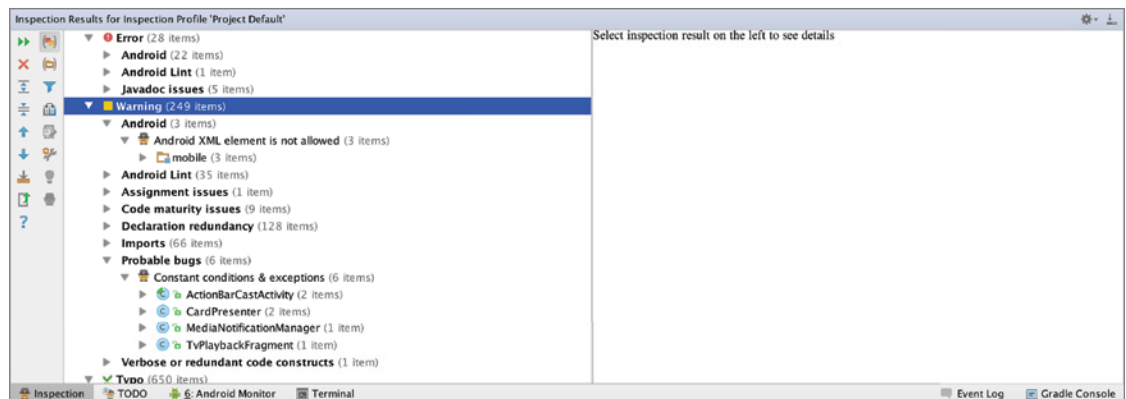 Inspection Results for Inspection Profile 'Project Default'
Error (28 items)
Android (22 items)
Android Lint (1 item)
Javadoc issues (5 items)
Warning (249 items)
Android (3 items)
Android XML element is not allowed (3 items)
mobile (3 items)
Android Lint (35 items)
Assignment issues (1 item)
Code maturity issues (9 items)
Declaration redundancy (128 items)
Imports (66 items)
Probable bugs (6 items)
Constant conditions & exceptions (6 items)
ActionBarCastActivity (2 items)
CardPresenter (2 items)
MediaNotificationManager (1 item)
TvPlaybackFragment (1 item)
Verbose or redundant code constructs (1 item)
Typo (650 items)
Select inspection result on the left to see details
Inspection TODO 6: Android Monitor Terminal Event Log Gradle Console